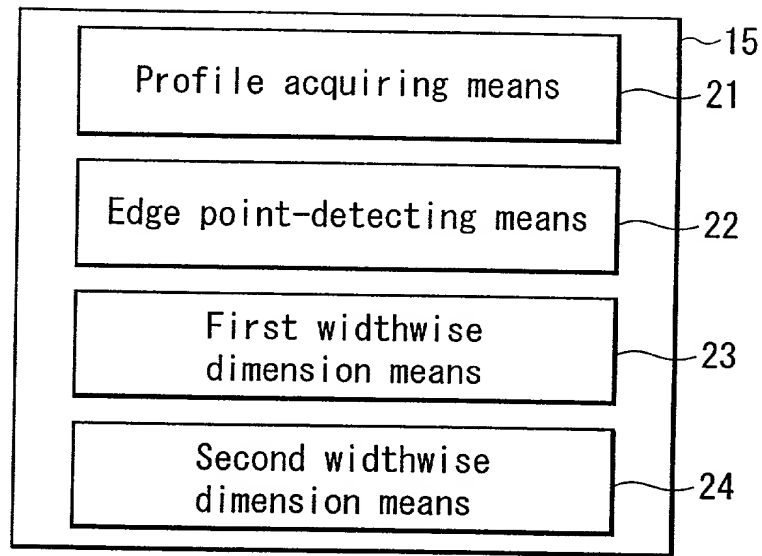 15
Profile acquiring means
21
Edge point-detecting means
22
First widthwise
dimension means
23
Second widthwise
dimension means
24